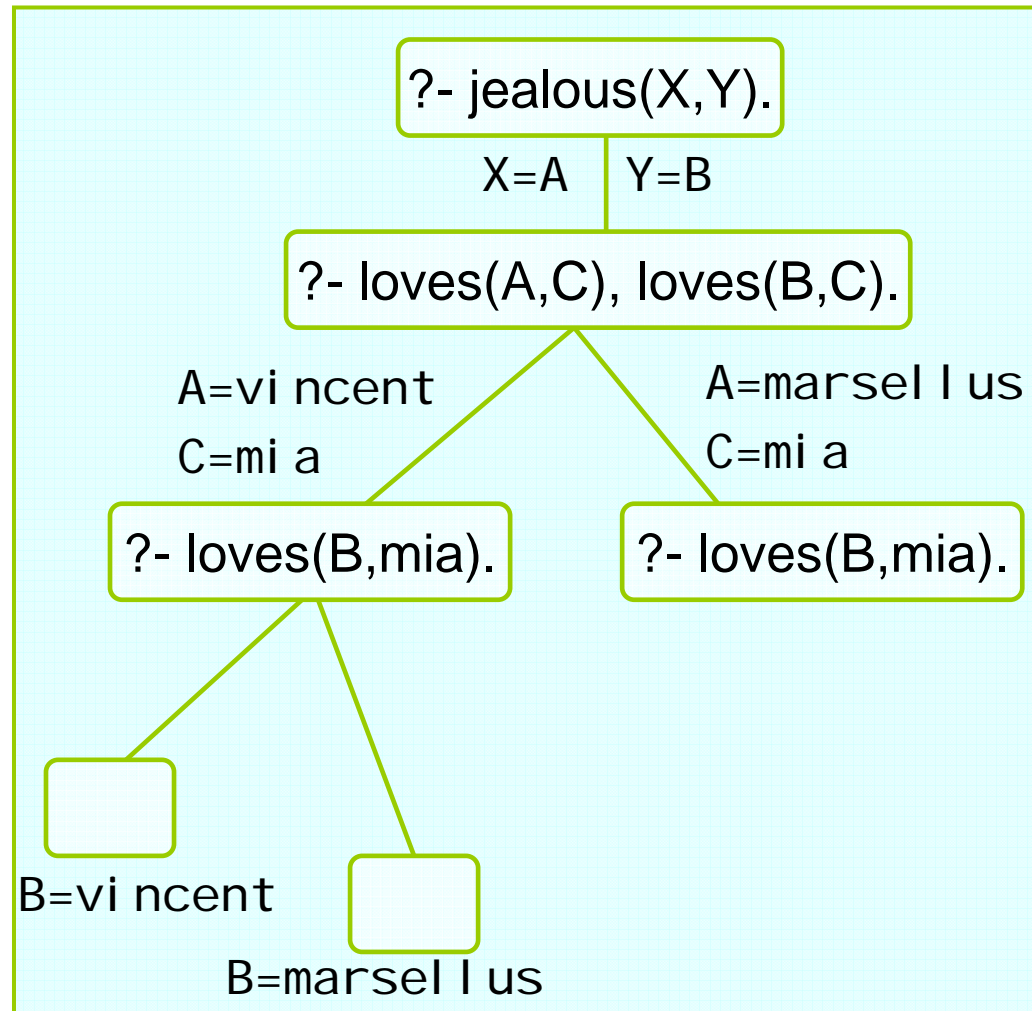 ?- jealous(X,Y).
X=A Y=B
?- loves(A,C), loves(B,C).
A=vincent
C=mia
A=marsellus
C=mia
?- loves(B,mia).
?- loves(B,mia).
B=vincent
B=marsellus